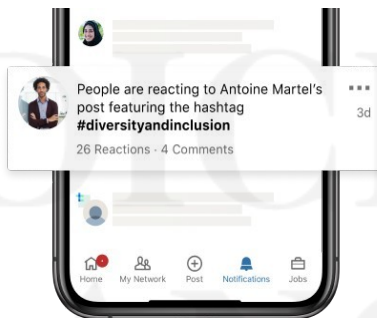 People are reacting to Antoine Martel's
post featuring the hashtag
#diversityandinclusion
3d
26 Reactions · 4 Comments
Home
My Network
Post
Notifications
Jobs